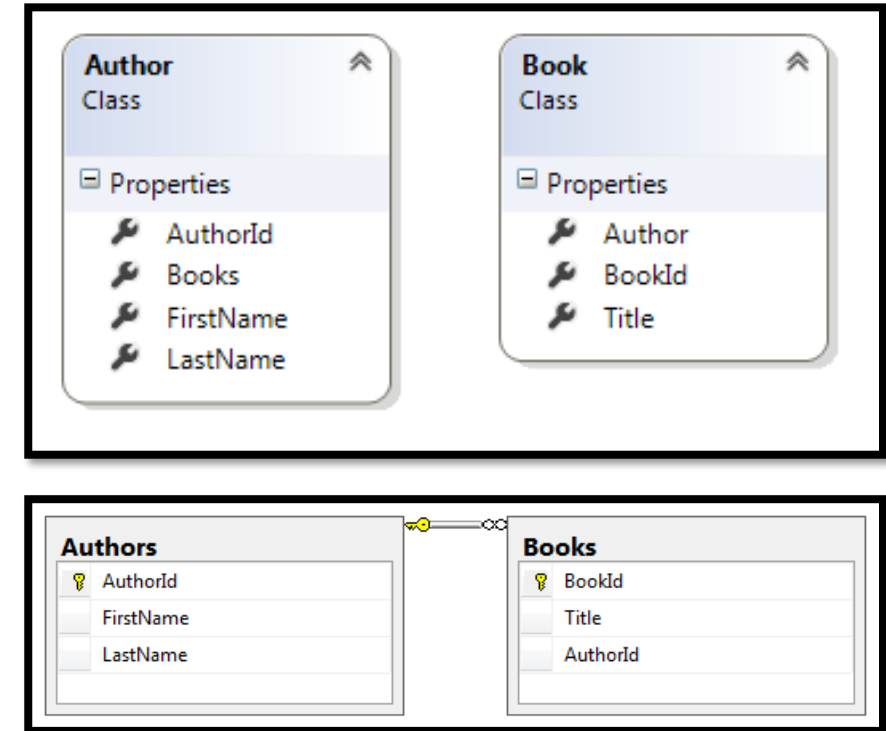 Author
Class
Properties
AuthorId
Books
FirstName
LastName
Book
Class
Properties
Author
BookId
Title
Authors
AuthorId
FirstName
LastName
Books
BookId
Title
AuthorId